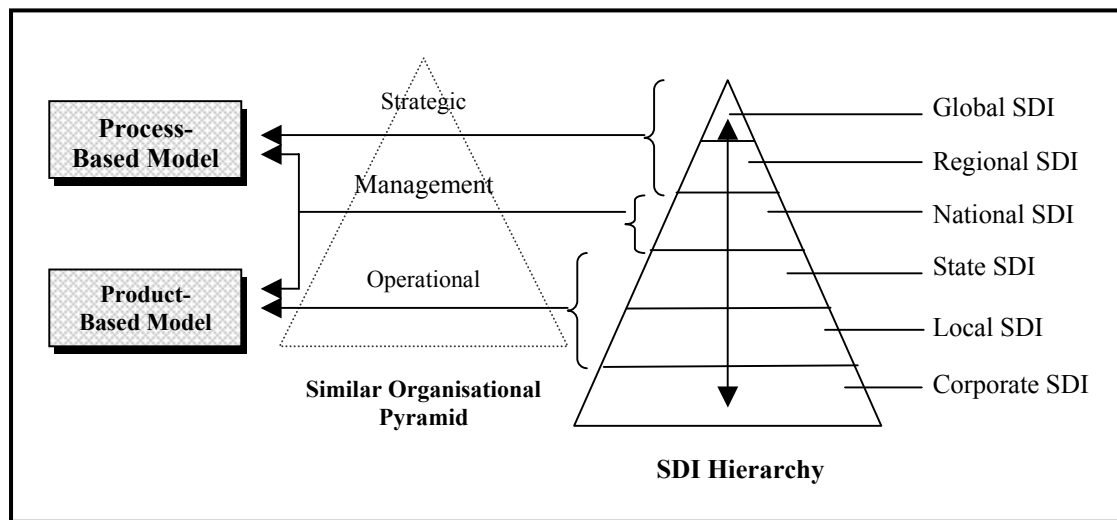 Process-
Based Model
Product-
Based Model
Strategic
Management
Operational
Similar Organisational
Pyramid
Global SDI
Regional SDI
National SDI
State SDI
Local SDI
Corporate SDI
SDI Hierarchy